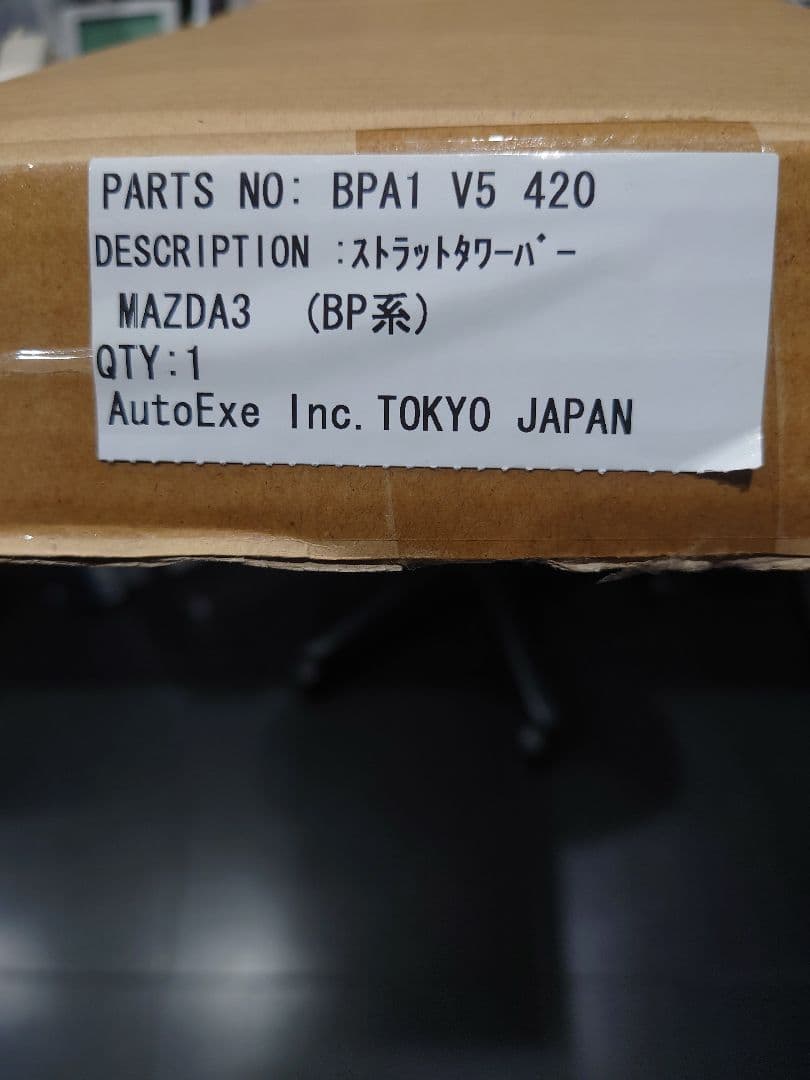 PARTS NO: BPA1 V5 420
DESCRIPTION :ｽﾄﾗｯﾄﾀﾜｰﾊﾞｰ
MAZDA3 (BP系)
QTY:1
AutoExe Inc.TOKYO JAPAN